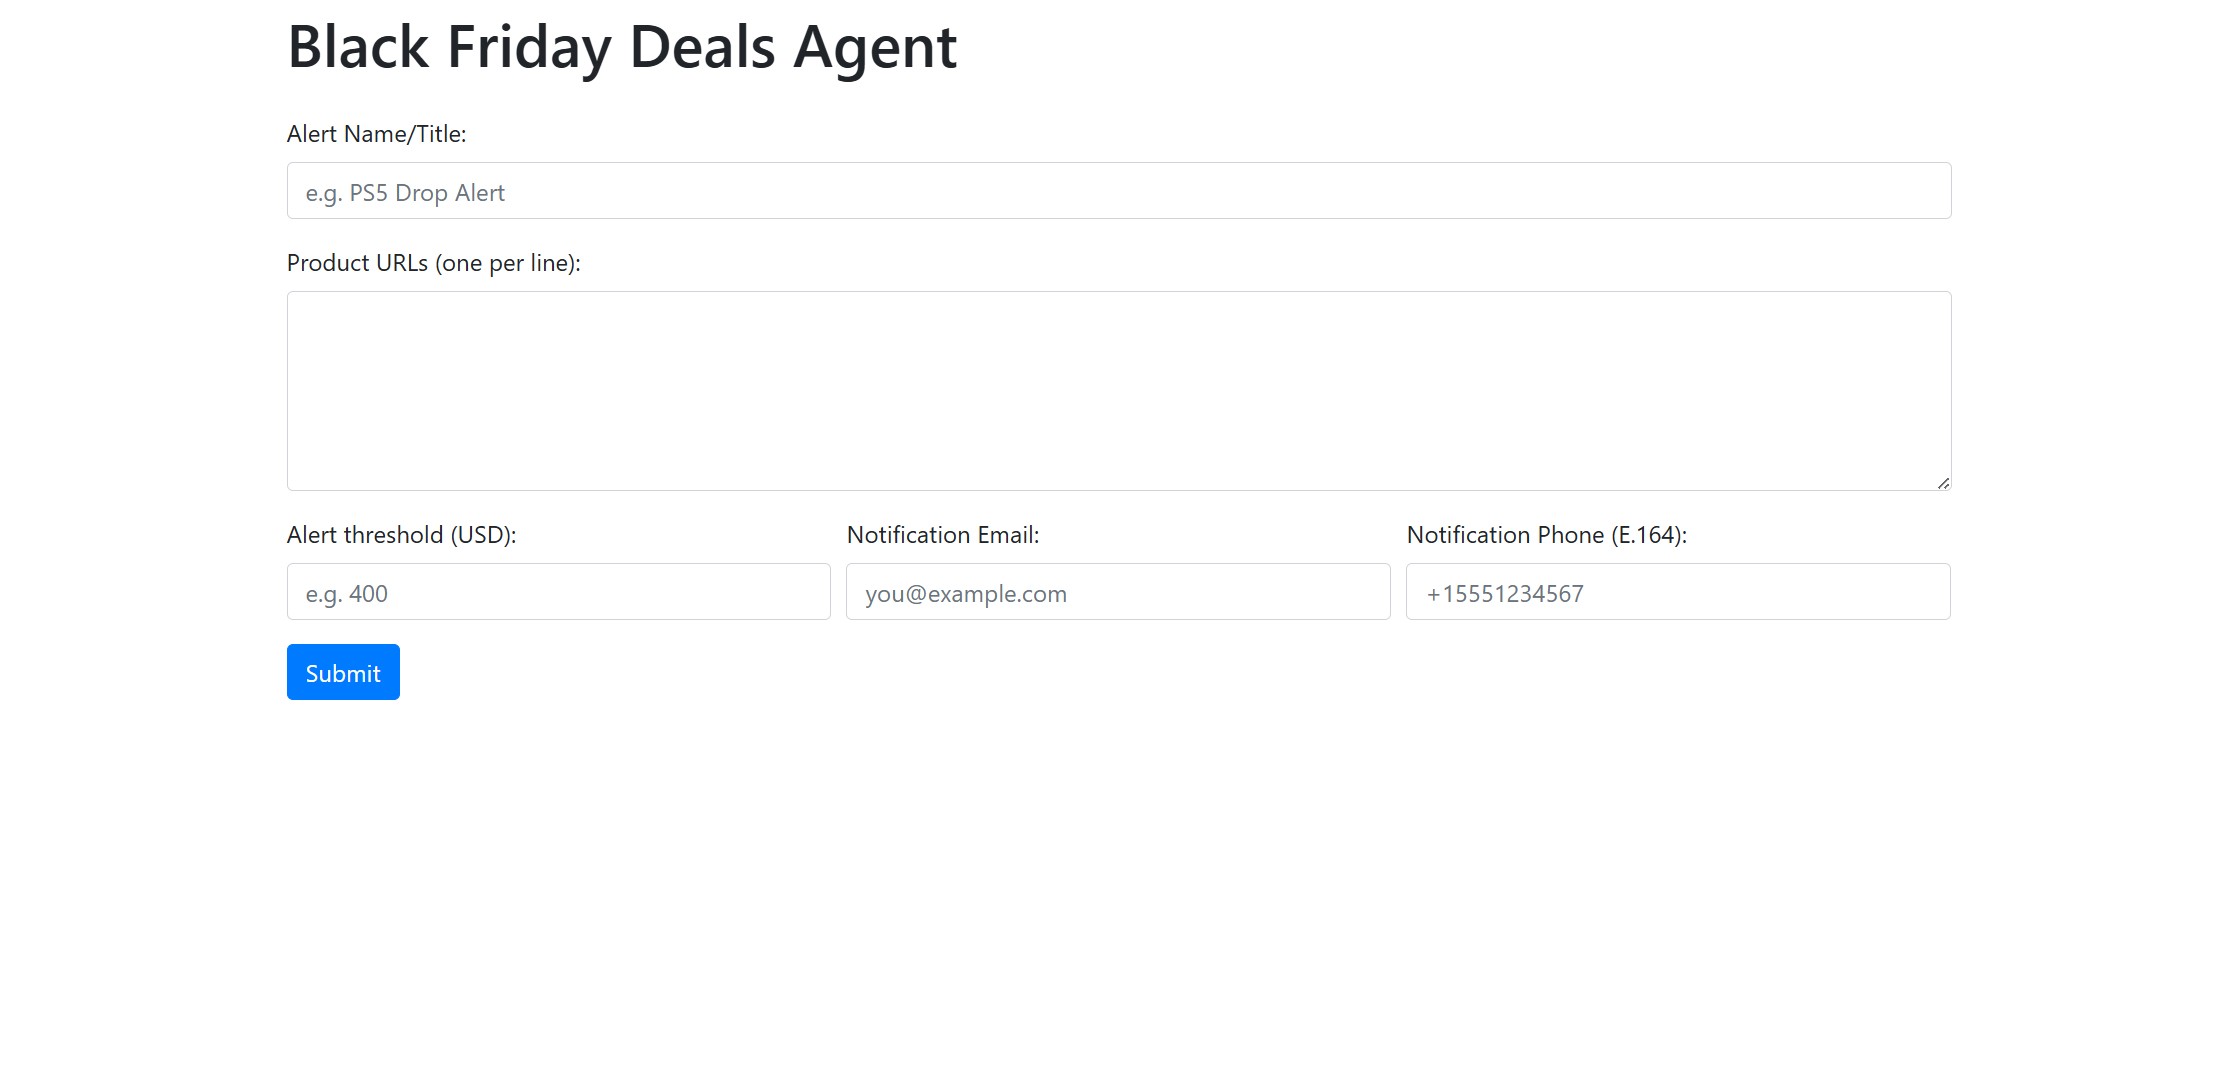 Black Friday Deals Agent
Alert Name/Title:
e.g. PS5 Drop Alert
Product URLs (one per line):
Alert threshold (USD):
Notification Email:
Notification Phone (E.164):
e.g. 400
you@example.com
+15551234567
Submit